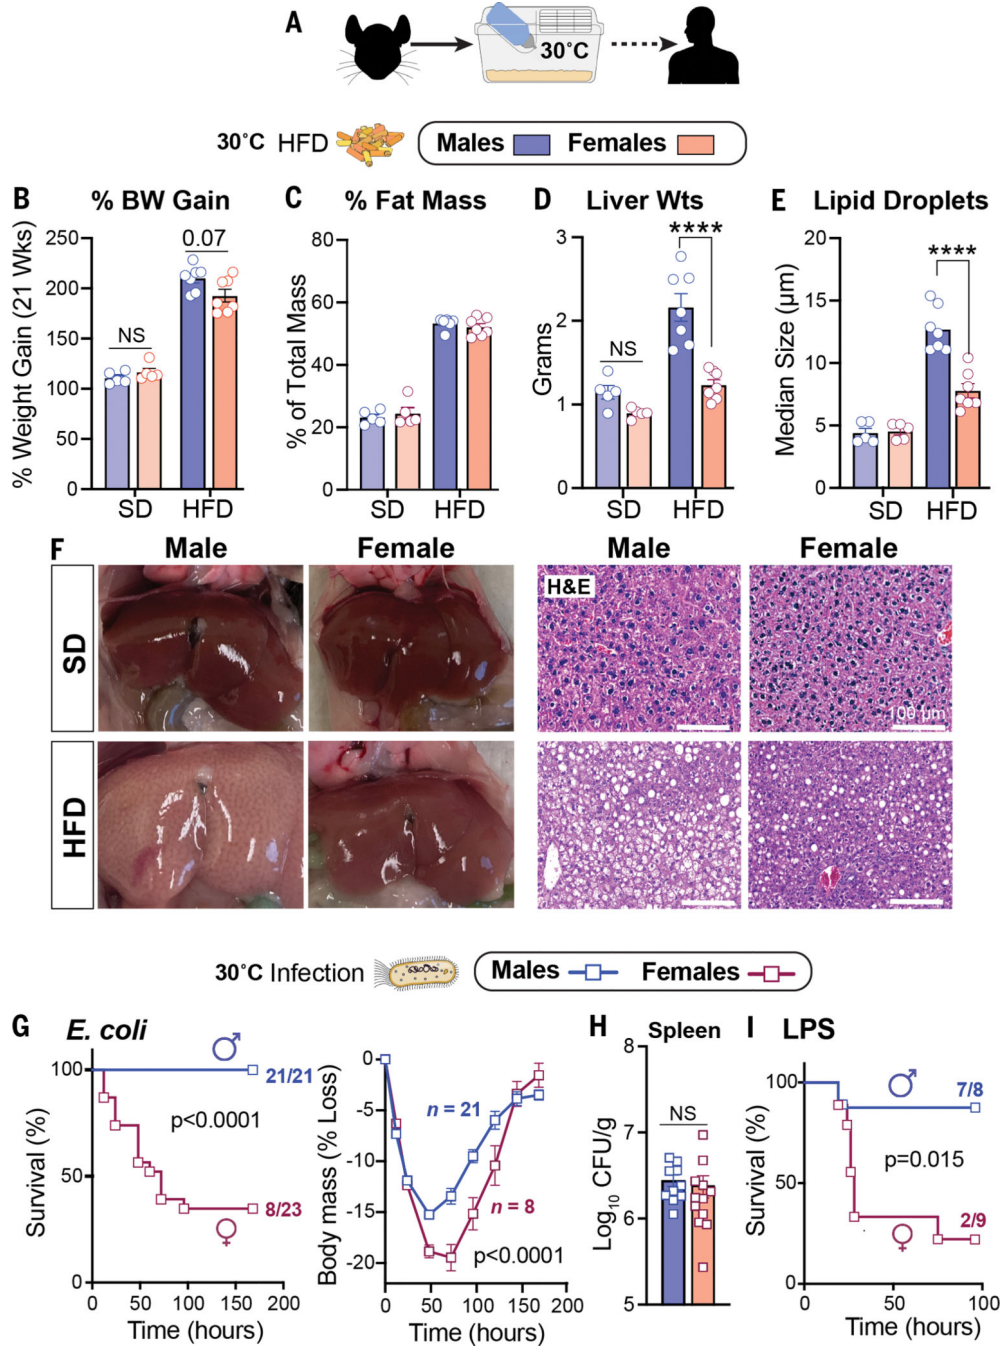 A
30°C
30°C HFD
Males
Females
B
% BW Gain
% Weight Gain (21 Wks)
250
200
150
100
50
0
NS
0.07
SD
HFD
C
% Fat Mass
% of Total Mass
80
60
40
20
0
SD
HFD
D
Liver Wts
Grams
3
2
1
0
NS
****
SD
HFD
E
Lipid Droplets
Median Size (µm)
20
15
10
5
0
****
SD
HFD
F
Male
Female
Male
Female
SD
H&E
100 µm
HFD
30°C Infection
Males
Females
G
E. coli
Survival (%)
100
50
0
♂
21/21
p<0.0001
8/23
♀
0
50
100
150
200
Time (hours)
Body mass (% Loss)
0
-5
-10
-15
-20
n = 21
n = 8
p<0.0001
0
50
100
150
200
Time (hours)
H
Spleen
Log10 CFU/g
8
7
6
5
NS
I
LPS
Survival (%)
100
50
0
♂
7/8
p=0.015
2/9
♀
0
50
100
Time (hours)